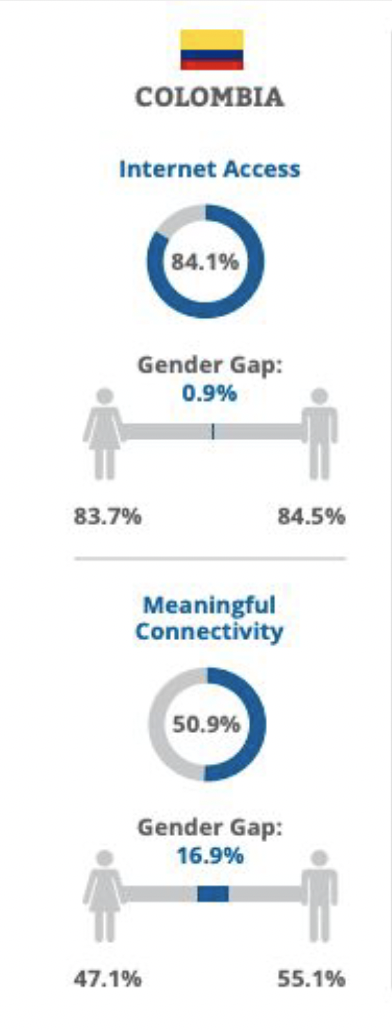 COLOMBIA
Internet Access
84.1%
Gender Gap:
0.9%
83.7% 84.5%
Meaningful
Connectivity
50.9%
Gender Gap:
16.9%
47.1% 55.1%